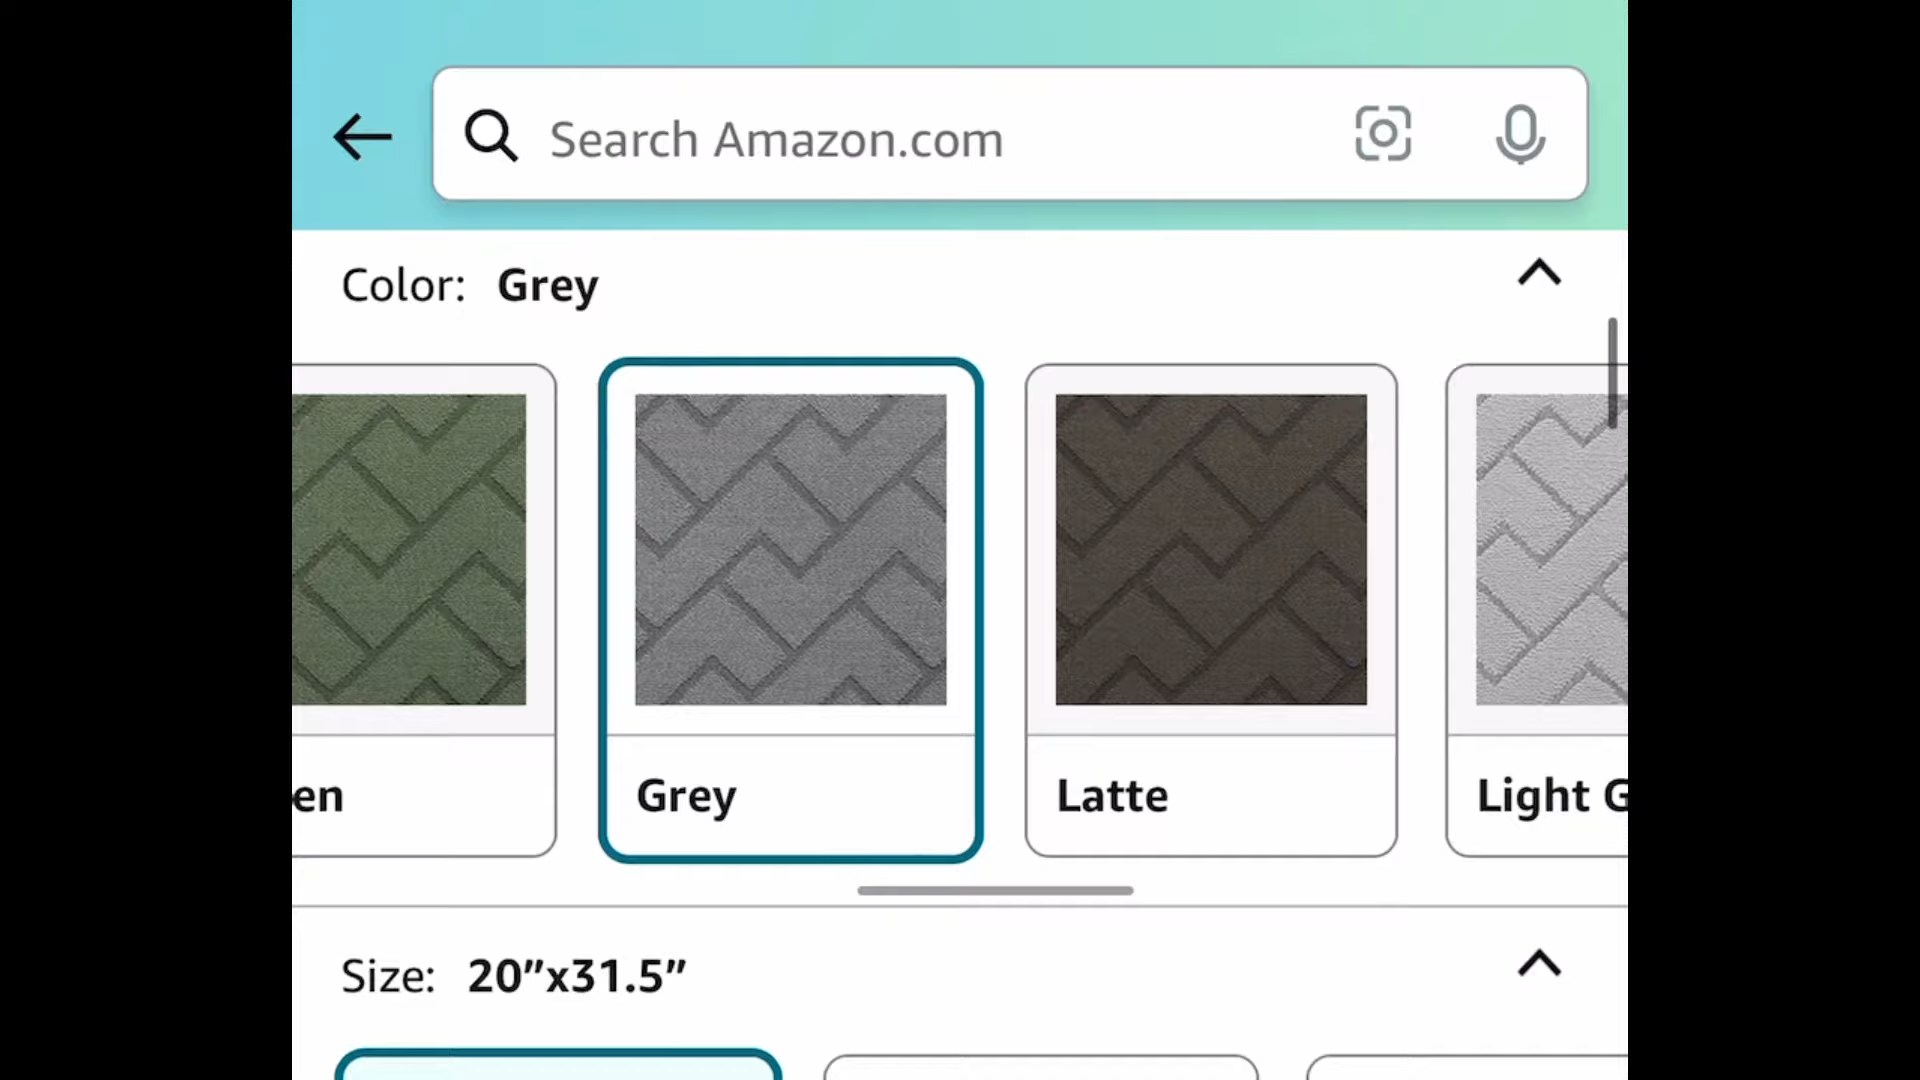 Search Amazon.com
Color: Grey
en
Grey
Latte
Light G
Size: 20”x31.5”